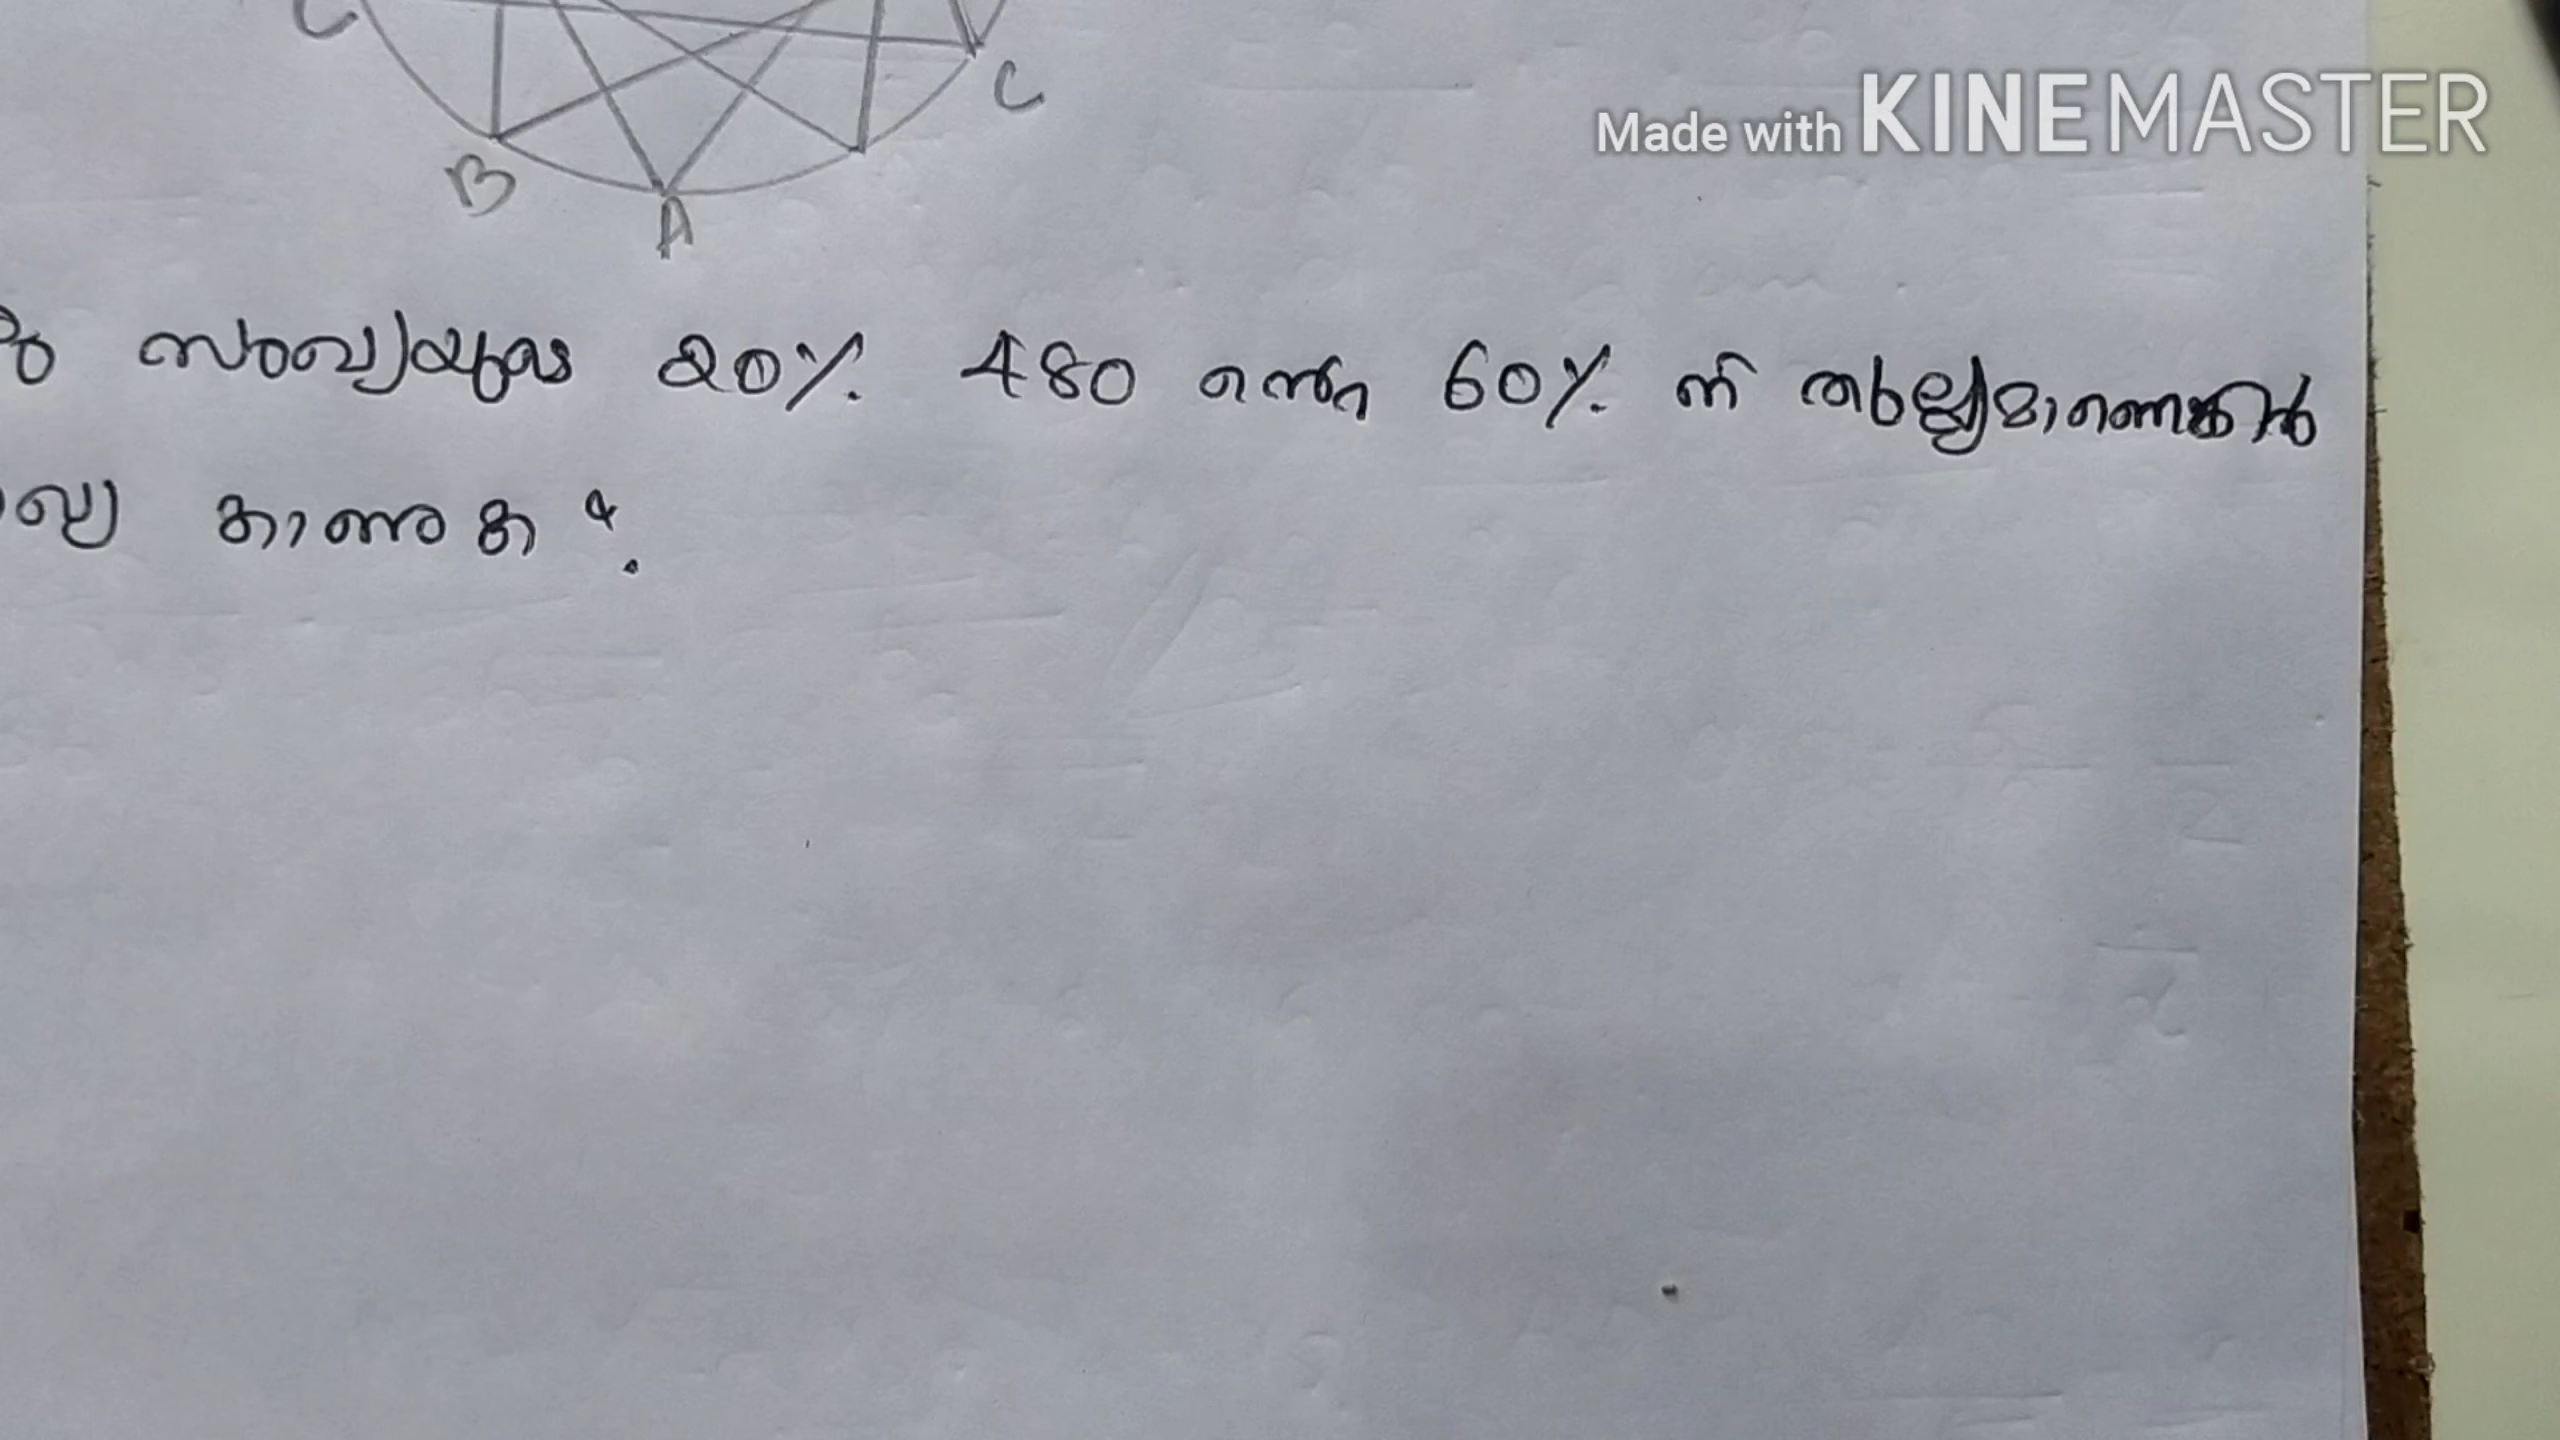 C
C
Made with KINEMASTER
B
A
സംഖ്യയുടെ 20% 480 ന്റെ 60% ന് തുല്ല്യമാണെങ്കിൽ
ഖ്യ കാണുക ?